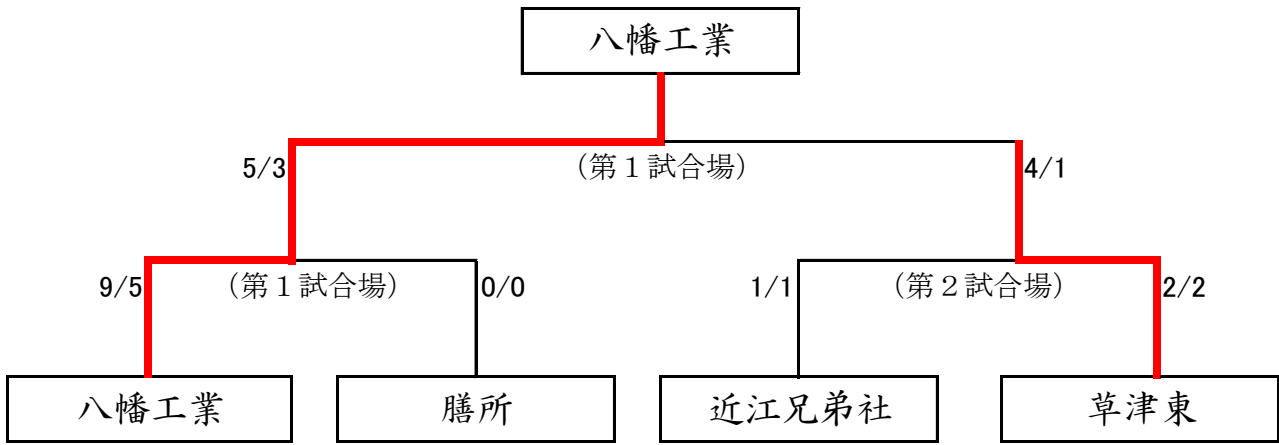 八幡工業
5/3
(第１試合場)
4/1
9/5
(第１試合場)
0/0
1/1
(第２試合場)
2/2
八幡工業
膳所
近江兄弟社
草津東